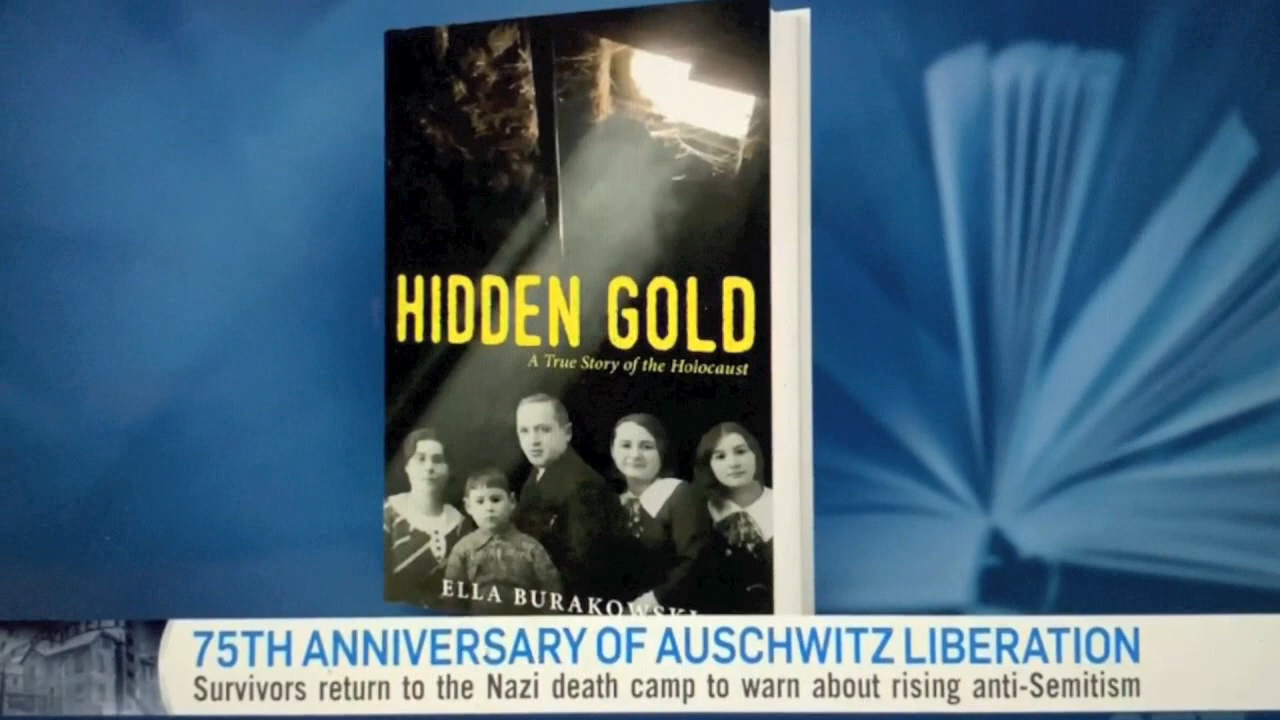 HIDDEN GOLD
A True Story of the Holocaust
ELLA BURAKOWSKI
75TH ANNIVERSARY OF AUSCHWITZ LIBERATION
Survivors return to the Nazi death camp to warn about rising anti-Semitism